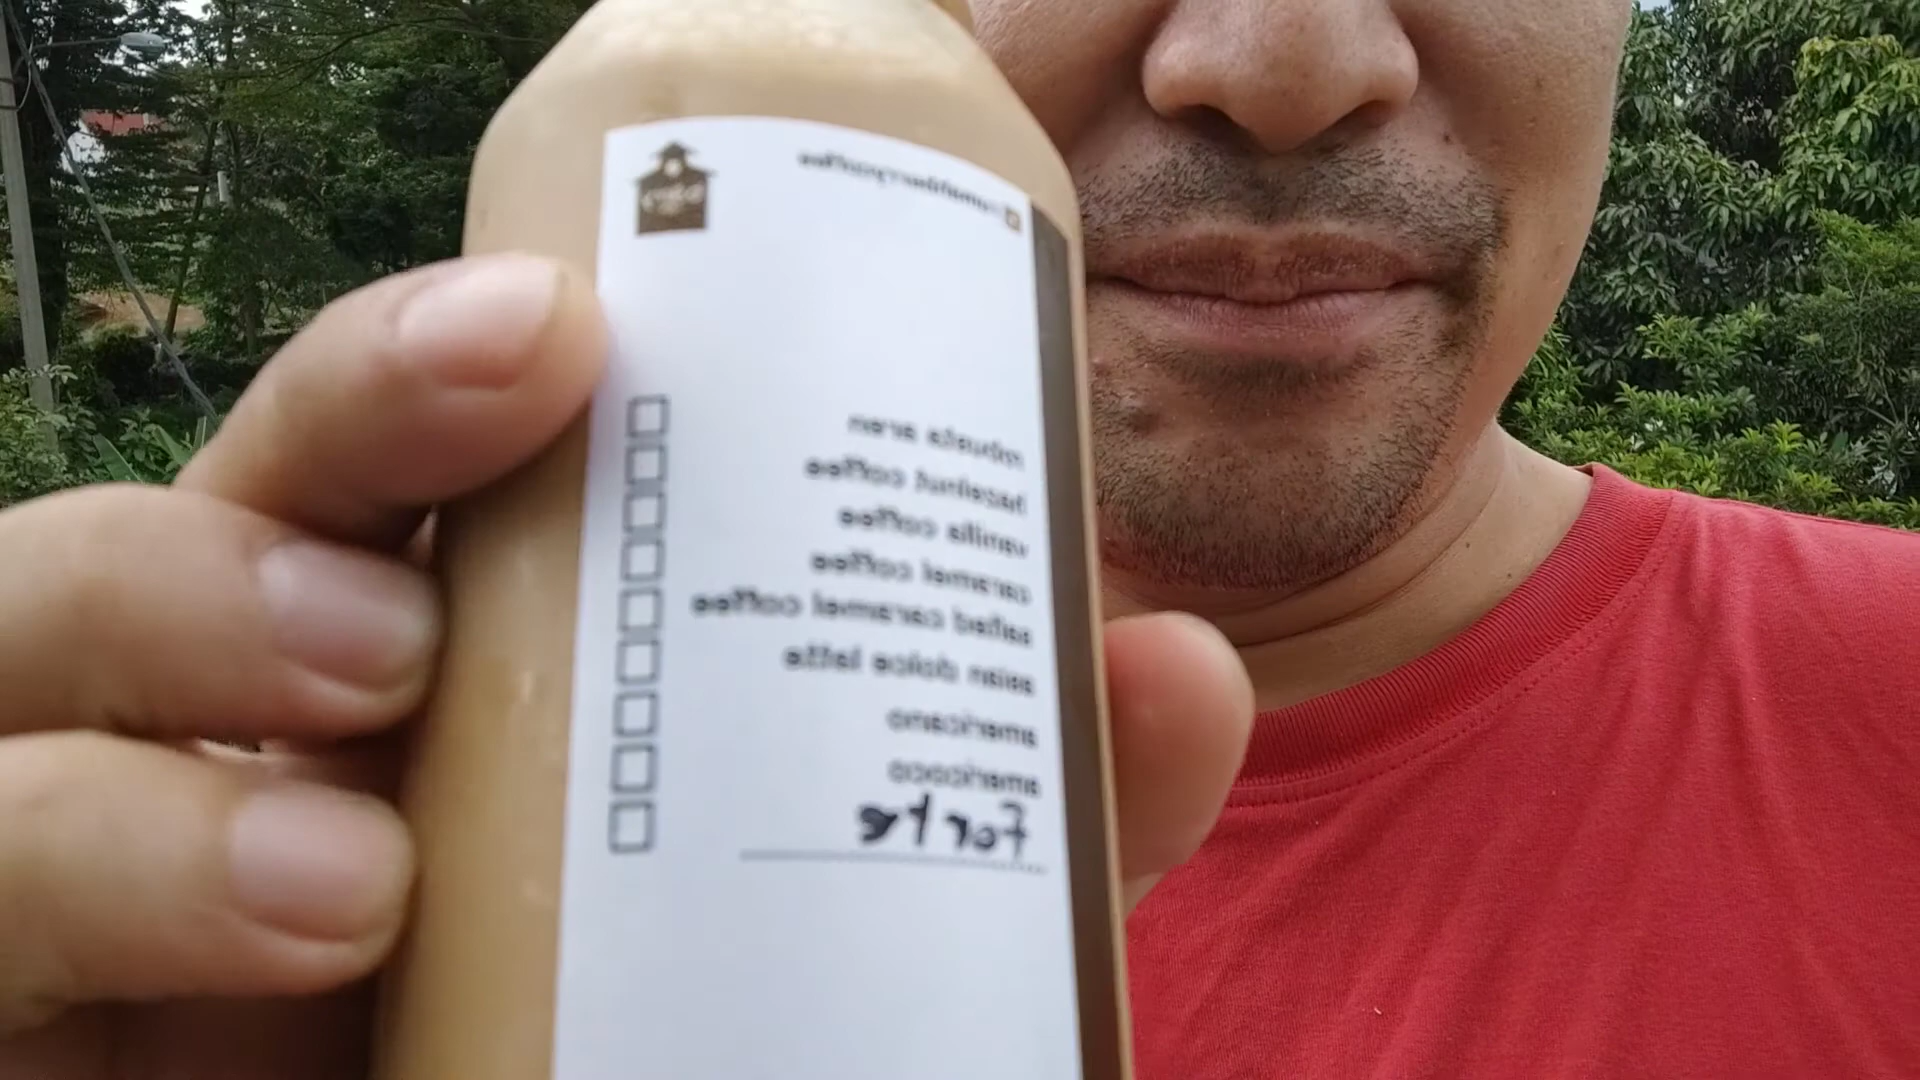 robusta aren
hazelnut coffee
vanilla coffee
caramel coffee
salted caramel coffee
asian dolce latte
americano
americoco
Forte